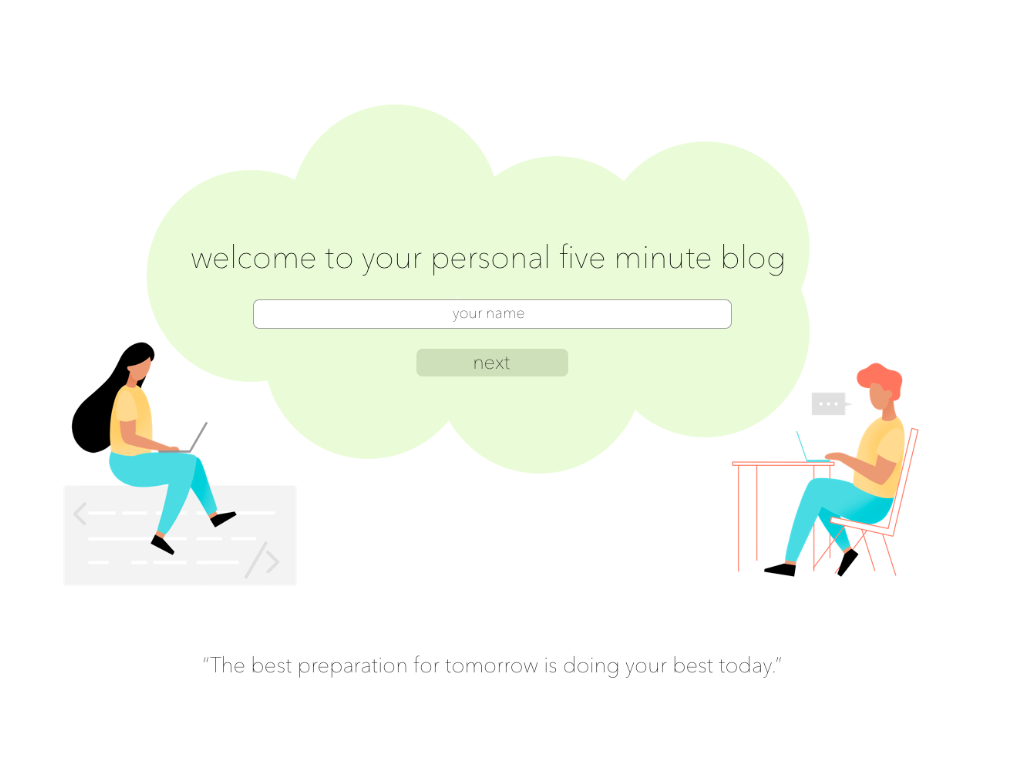 welcome to your personal five minute blog
your name
next
“The best preparation for tomorrow is doing your best today.”